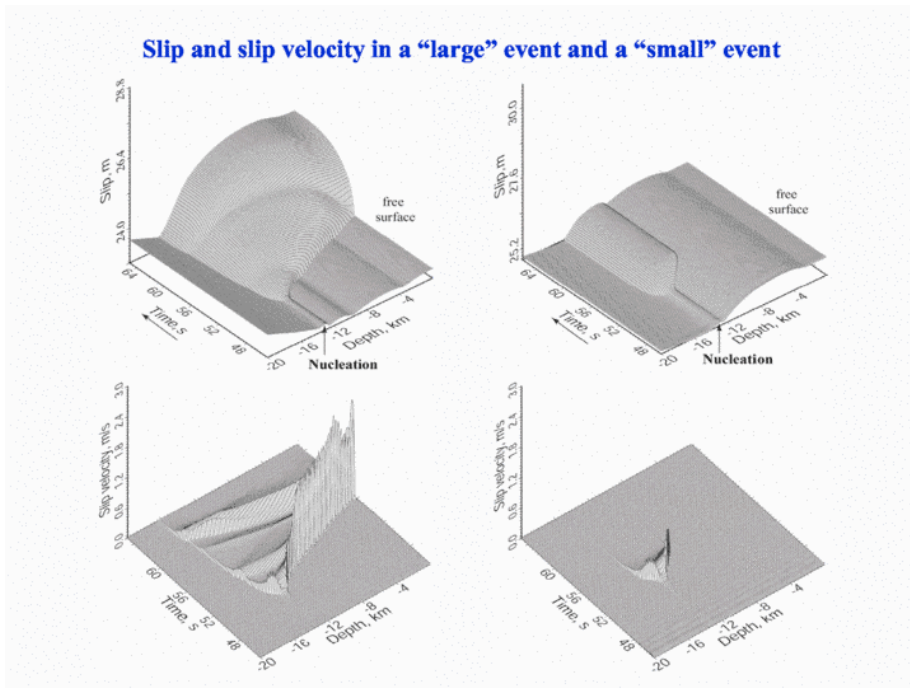 Slip and slip velocity in a “large” event and a “small” event
28.8
26.4
24.0
Slip, m
free
surface
64
60
56
52
48
Time, s
-20
-16
-12
-8
-4
Depth, km
Nucleation
30.0
27.6
25.2
Slip, m
free
surface
64
60
56
52
48
Time, s
-20
-16
-12
-8
-4
Depth, km
Nucleation
3.0
2.4
1.8
1.2
0.6
0.0
Slip velocity, m/s
60
56
52
48
Time, s
-20
-16
-12
-8
-4
Depth, km
3.0
2.4
1.8
1.2
0.6
0.0
Slip velocity, m/s
60
56
52
48
Time, s
-20
-16
-12
-8
-4
Depth, km